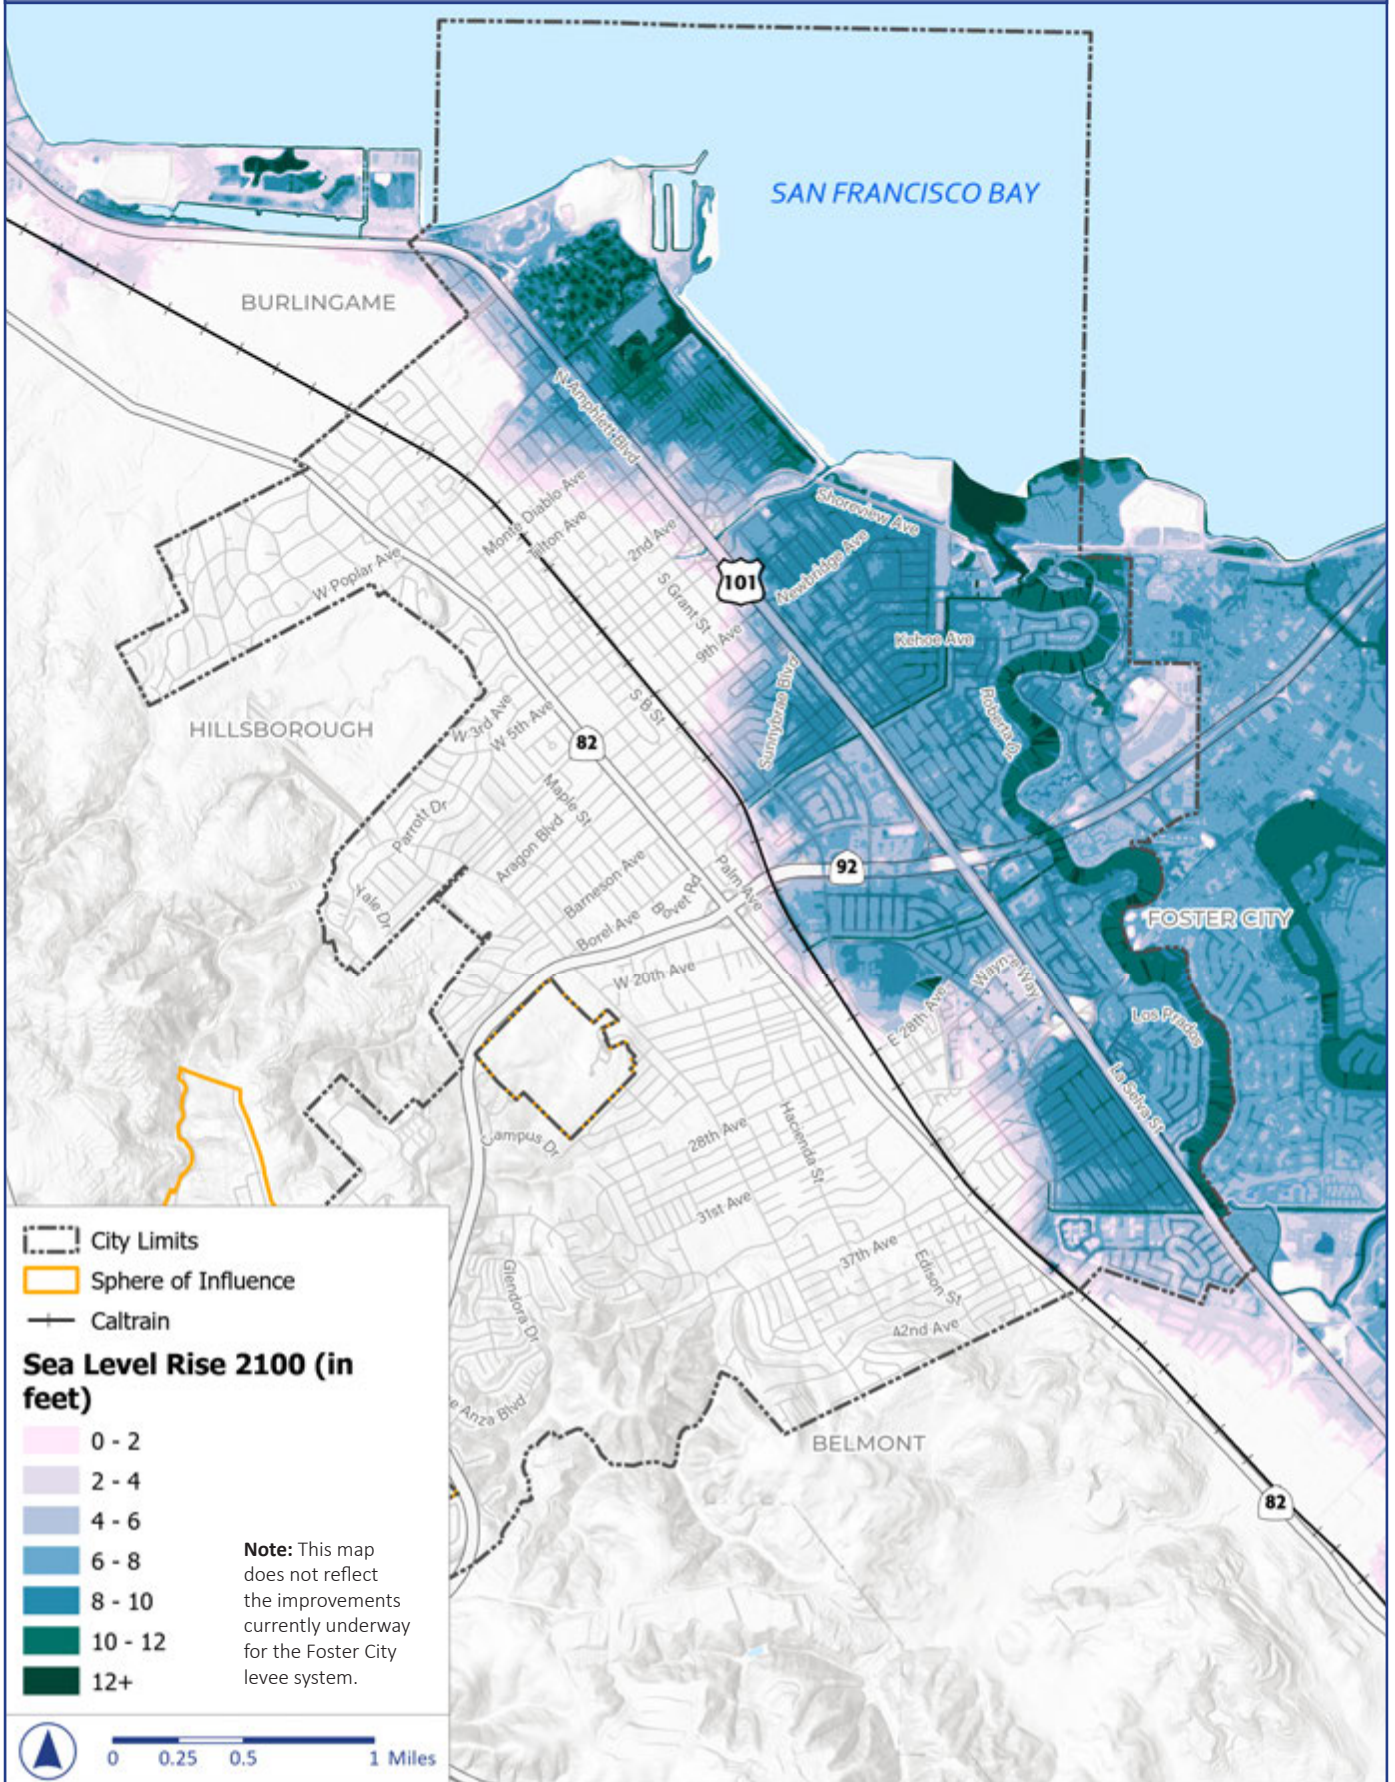 SAN FRANCISCO BAY
BURLINGAME
N Amphlett Blvd
Monte Diablo Ave
Tilton Ave
2nd Ave
Shoreview Ave
101
Newbridge Ave
W Poplar Ave
S Grant St
9th Ave
Kehoe Ave
Sunnybrae Blvd
Roberta Dr
HILLSBOROUGH
W 3rd Ave
W 5th Ave
S B St
82
Maple St
Parrott Dr
Aragon Blvd
Barneson Ave
Bovet Rd
Palm Ave
92
Yale Dr
Borel Ave
FOSTER CITY
W 20th Ave
Wayne Way
E 28th Ave
Los Prados
La Selva St
Campus Dr
28th Ave
Hacienda St
31st Ave
37th Ave
Edison St
Glendora Dr
42nd Ave
e Anza Blvd
BELMONT
82
City Limits
Sphere of Influence
Caltrain
Sea Level Rise 2100 (in
feet)
0 - 2
2 - 4
4 - 6
6 - 8
8 - 10
10 - 12
12+
Note: This map
does not reflect
the improvements
currently underway
for the Foster City
levee system.
0 0.25 0.5 1 Miles